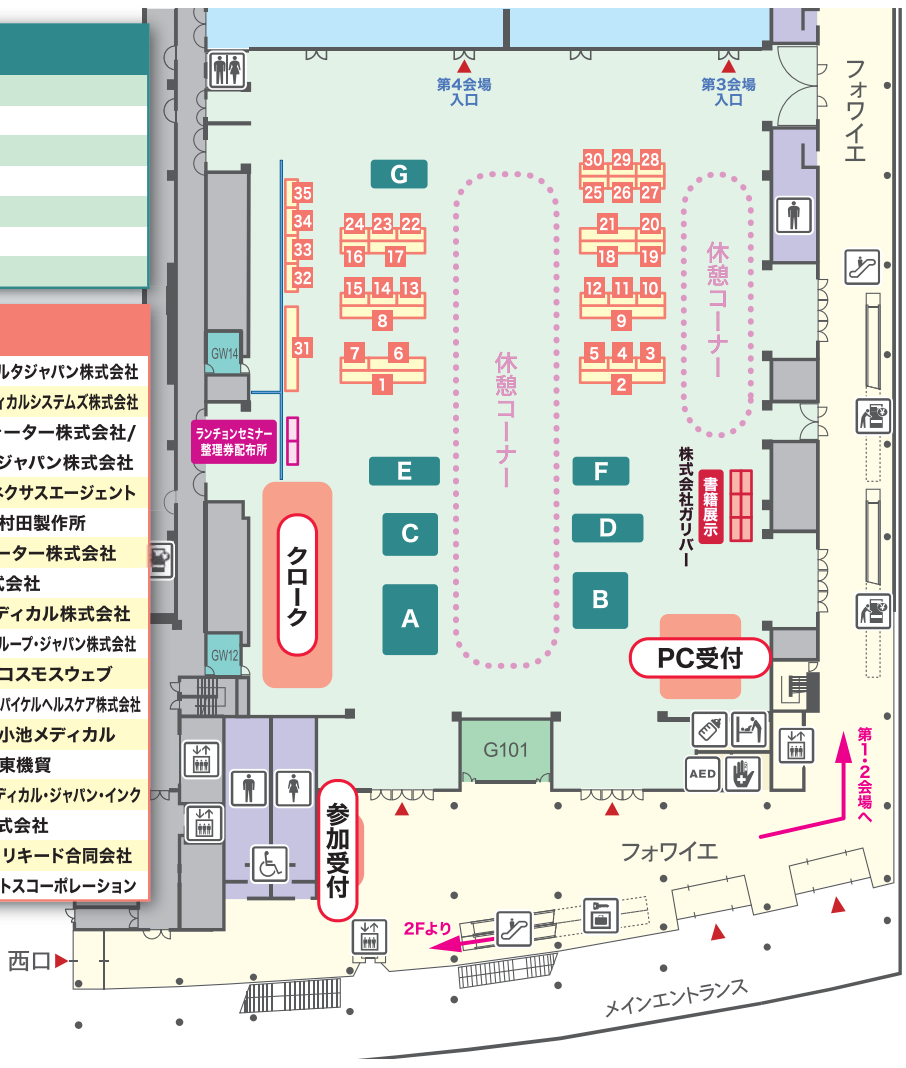 第4会場
入口
第3会場
入口
フォワイエ
G
30 29 28
25 26 27
35
34
33
32
24 23 22
16 17
21 20
18 19
休憩コーナー
15 14 13
8
12 11 10
9
31
7 6
1
5 4 3
2
休憩コーナー
GW14
ランチョンセミナー
整理券配布所
E
F
C
D
A
B
株式会社ガリバー
書籍展示
クローク
GW12
PC受付
G101
AED
参加受付
第1・2会場へ
フォワイエ
2Fより
西口
メインエントランス
ルタジャパン株式会社
ィカルシステムズ株式会社
ーター株式会社/
ジャパン株式会社
ネクサスエージェント
村田製作所
ーター株式会社
式会社
ディカル株式会社
ループ・ジャパン株式会社
コスモスウェブ
バイケルヘルスケア株式会社
小池メディカル
東機貿
ディカル・ジャパン・インク
式会社
リキード合同会社
トスコーポレーション